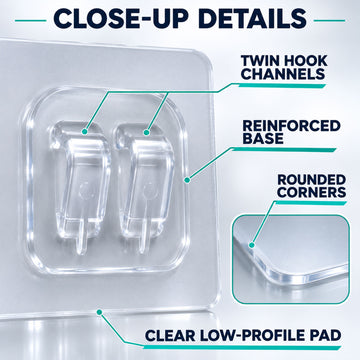 CLOSE-UP DETAILS
TWIN HOOK
CHANNELS
REINFORCED
BASE
ROUNDED
CORNERS
CLEAR LOW-PROFILE PAD